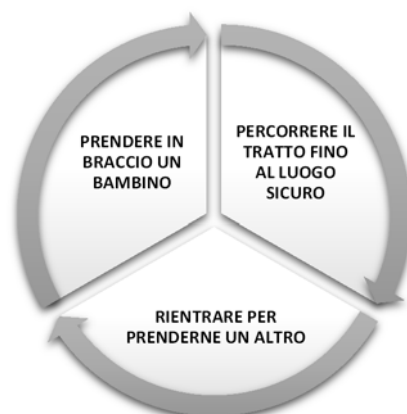 PRENDERE IN
BRACCIO UN
BAMBINO
PERCORRERE IL
TRATTO FINO
AL LUOGO
SICURO
RIENTRARE PER
PRENDERNE UN ALTRO